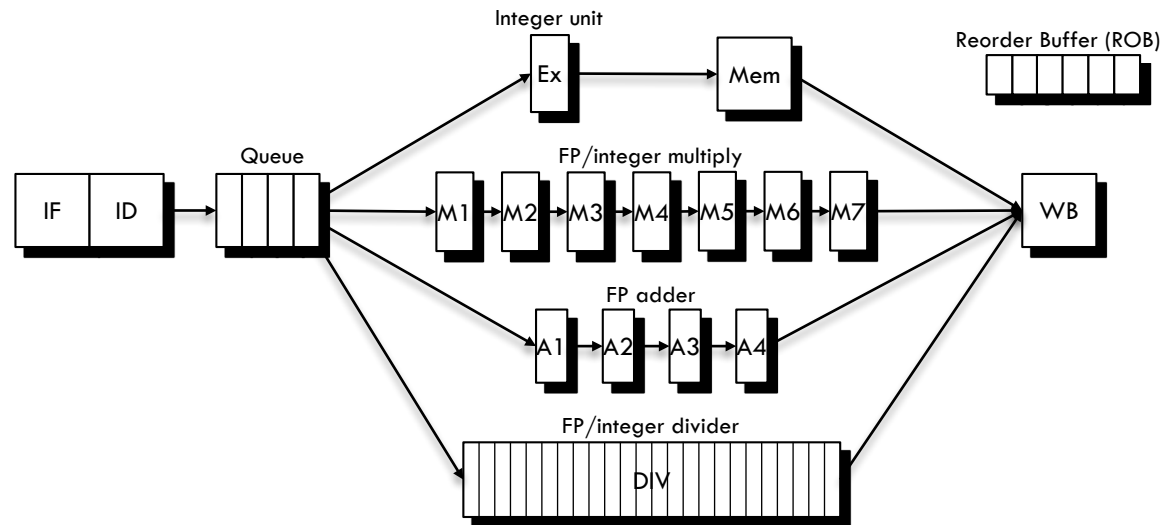 Integer unit
Reorder Buffer (ROB)
Ex
Mem
Queue
FP/integer multiply
IF
ID
M1
M2
M3
M4
M5
M6
M7
WB
FP adder
A1
A2
A3
A4
FP/integer divider
DIV